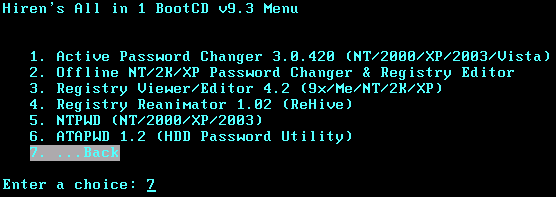 Hiren's All in 1 BootCD v9.3 Menu
1. Active Password Changer 3.0.420 (NT/2000/XP/2003/Vista)
2. Offline NT/2K/XP Password Changer & Registry Editor
3. Registry Viewer/Editor 4.2 (9x/Me/NT/2K/XP)
4. Registry Reanimator 1.02 (ReHive)
5. NTPWD (NT/2000/XP/2003)
6. ATAPWD 1.2 (HDD Password Utility)
7. ...Back
Enter a choice: 7